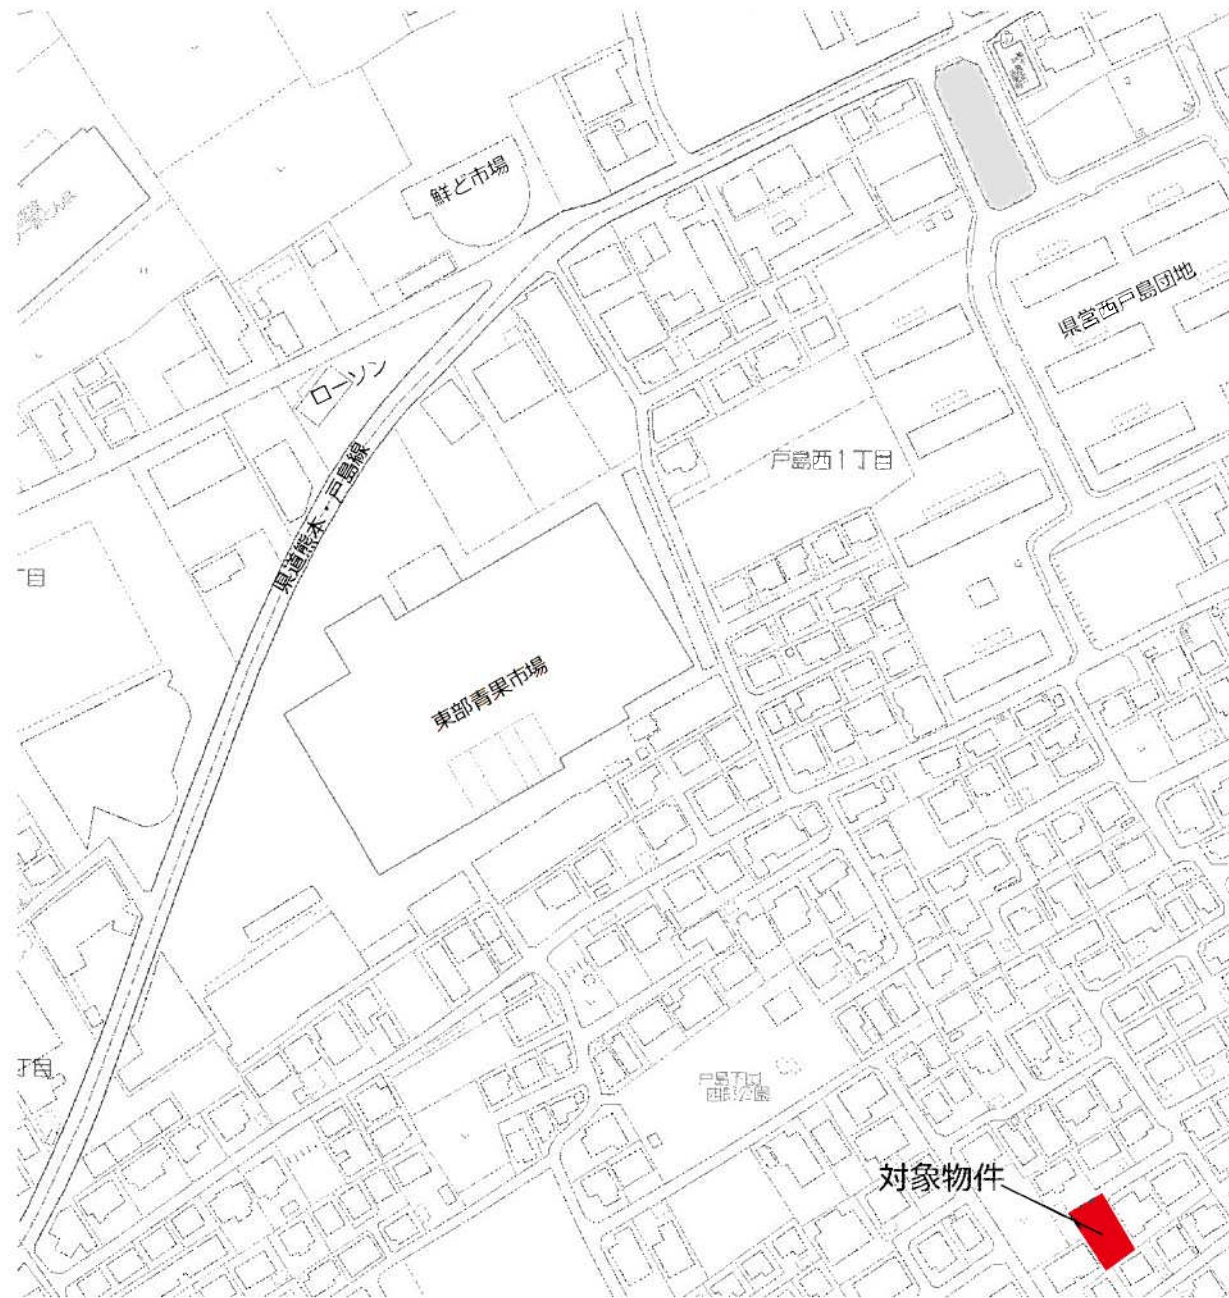 鮮ど市場
県営西戸島団地
ローソン
戸島西1丁目
県道熊本・戸島線
丁目
東部青果市場
丁目
対象物件